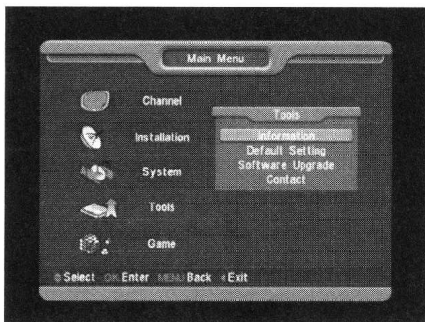 Main Menu
Channel
Installation
System
Tools
Game
Tools
Information
Default Setting
Software Upgrade
Contact
Select OK Enter MENU Back Exit